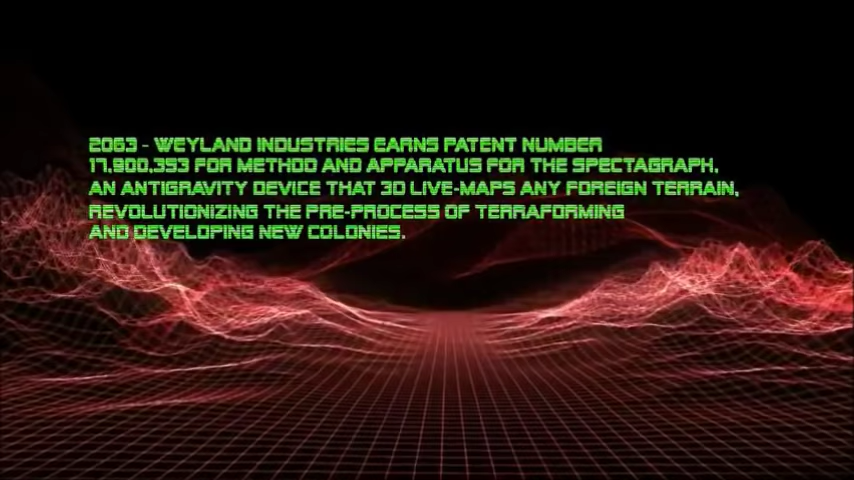 2063 - WEYLAND INDUSTRIES EARNS PATENT NUMBER
17,900,353 FOR METHOD AND APPARATUS FOR THE SPECTAGRAPH,
AN ANTIGRAVITY DEVICE THAT 3D LIVE-MAPS ANY FOREIGN TERRAIN,
REVOLUTIONIZING THE PRE-PROCESS OF TERRAFORMING
AND DEVELOPING NEW COLONIES.